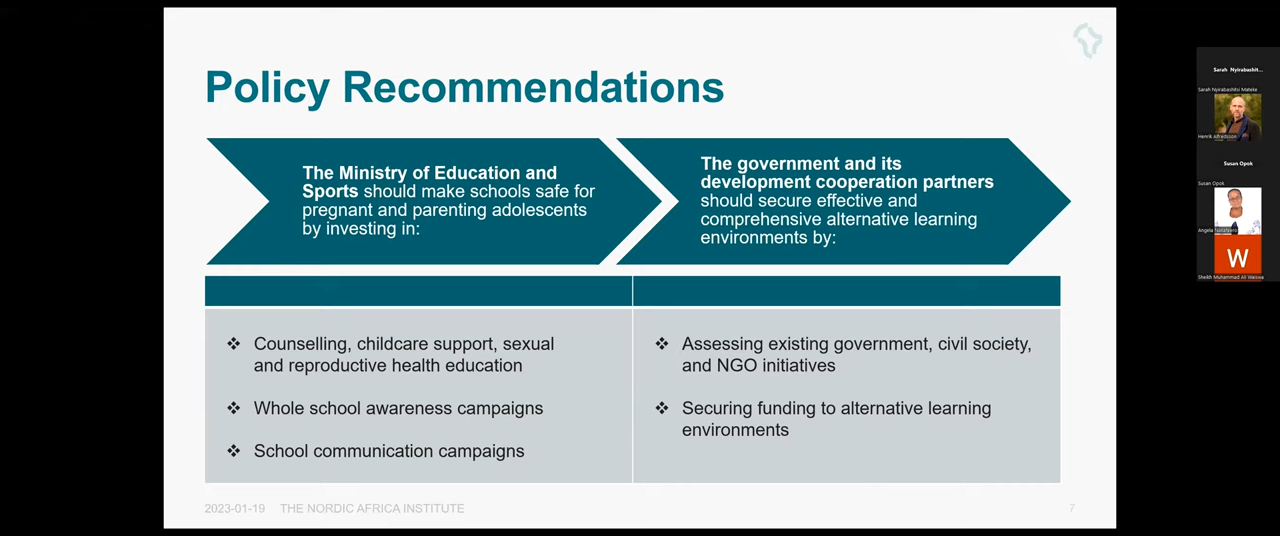 Policy Recommendations
The Ministry of Education and
Sports should make schools safe for
pregnant and parenting adolescents
by investing in:
The government and its
development cooperation partners
should secure effective and
comprehensive alternative learning
environments by:
❖ Counselling, childcare support, sexual
and reproductive health education
❖ Whole school awareness campaigns
❖ School communication campaigns
❖ Assessing existing government, civil society,
and NGO initiatives
❖ Securing funding to alternative learning
environments
2023-01-19 THE NORDIC AFRICA INSTITUTE
7
Sarah Nyirabashit...
Sarah Nyirabashitsi Mateke
Henrik Alfredsson
Susan Opok
Susan Opok
Angela
W
Sheikh Muhammad Ali Waiswa